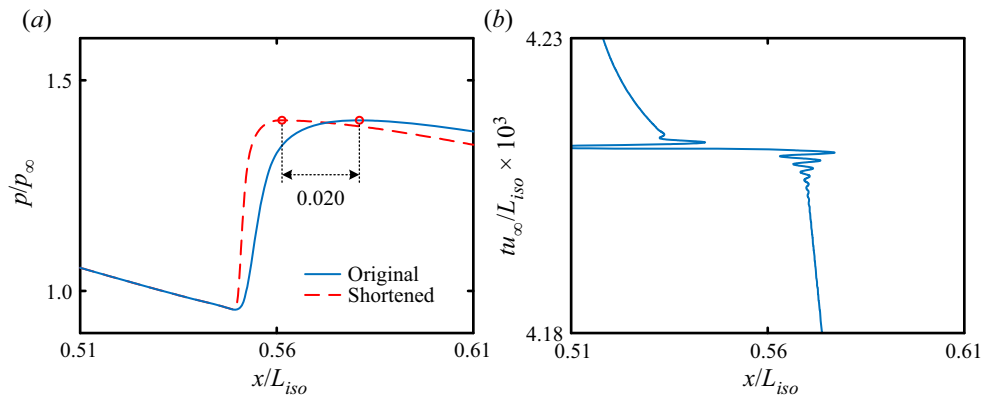 (a)
1.5
1.0
p/p∞
0.020
Original
Shortened
0.51
0.56
0.61
x/Liso
(b)
4.23
4.18
tu∞/Liso × 10³
0.51
0.56
0.61
x/Liso